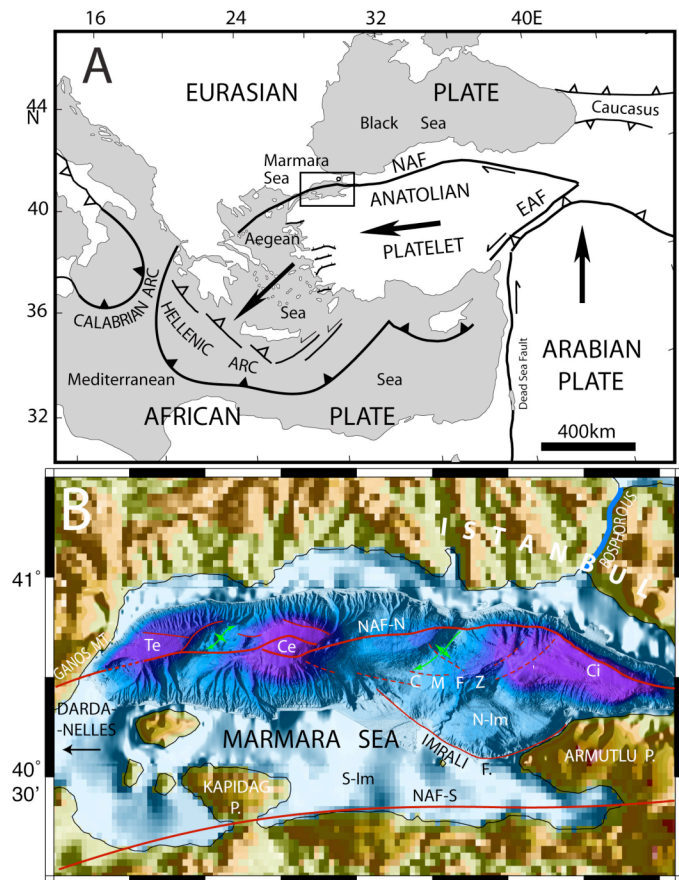 16 24 32 40E
A
EURASIAN PLATE
Black Sea
Caucasus
44
N
Marmara
Sea
NAF
ANATOLIAN
EAF
40
Aegean
PLATELET
36
CALABRIAN ARC
HELLENIC
ARC
Sea
Dead Sea Fault
ARABIAN
PLATE
Mediterranean Sea
AFRICAN PLATE
32
400km
B
ISTANBUL
BOSPHOROUS
41°
GANOS MT.
Te
Ce
NAF-N
Ci
C M F Z
DARDA
-NELLES
N-Im
MARMARA SEA
IMRALI
F.
ARMUTLU P.
40°
30'
KAPIDAG
P.
S-Im
NAF-S